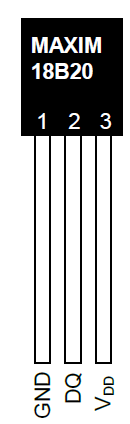 MAXIM
18B20
1 2 3
GND DQ VDD